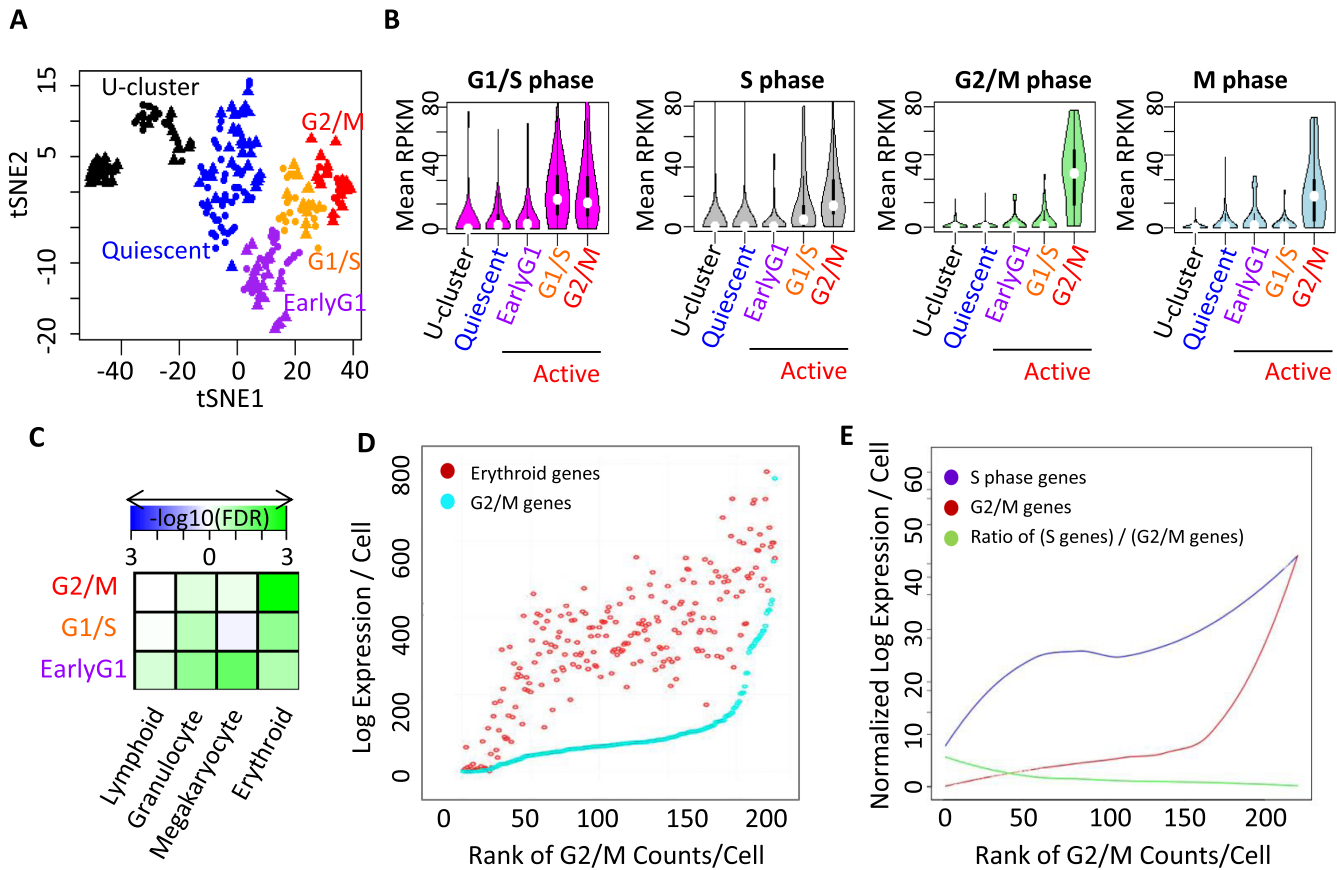 A
15
5
-10
-20
tSNE2
U-cluster
G2/M
Quiescent
G1/S
EarlyG1
-40
-20
0
20
40
tSNE1
B
G1/S phase
Mean RPKM
80
40
0
U-cluster
Quiescent
EarlyG1
G1/S
G2/M
Active
S phase
Mean RPKM
80
40
0
U-cluster
Quiescent
EarlyG1
G1/S
G2/M
Active
G2/M phase
Mean RPKM
80
40
0
U-cluster
Quiescent
EarlyG1
G1/S
G2/M
Active
M phase
Mean RPKM
80
40
0
U-cluster
Quiescent
EarlyG1
G1/S
G2/M
Active
C
-log10(FDR)
3 0 3
G2/M
G1/S
EarlyG1
Lymphoid
Granulocyte
Megakaryocyte
Erythroid
D
Erythroid genes
G2/M genes
Log Expression / Cell
800
600
400
200
0
0 50 100 150 200
Rank of G2/M Counts/Cell
E
S phase genes
G2/M genes
Ratio of (S genes) / (G2/M genes)
Normalized Log Expression / Cell
60
50
40
30
20
10
0
0 50 100 150 200
Rank of G2/M Counts/Cell